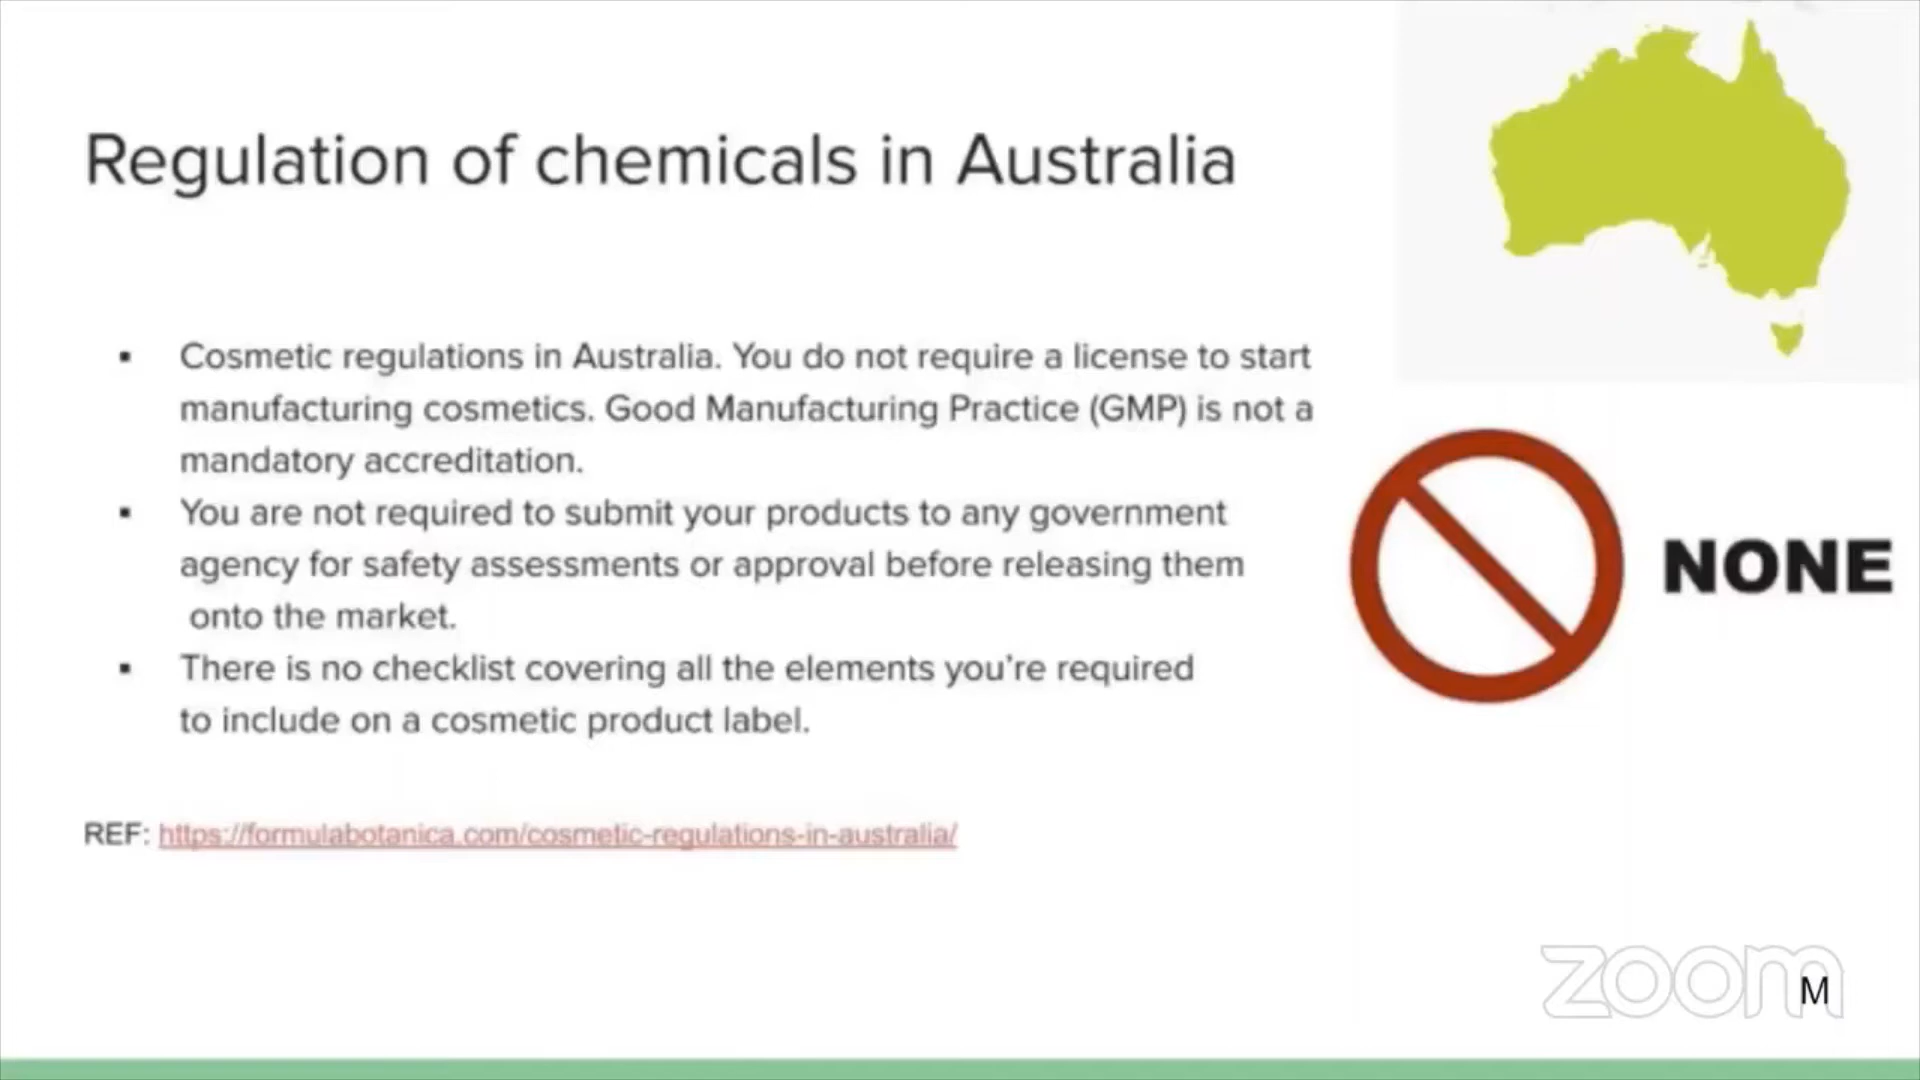 Regulation of chemicals in Australia
▪ Cosmetic regulations in Australia. You do not require a license to start
manufacturing cosmetics. Good Manufacturing Practice (GMP) is not a
mandatory accreditation.
▪ You are not required to submit your products to any government
agency for safety assessments or approval before releasing them
onto the market.
▪ There is no checklist covering all the elements you’re required
to include on a cosmetic product label.
NONE
REF: https://formulabotanica.com/cosmetic-regulations-in-australia/
zoom
M